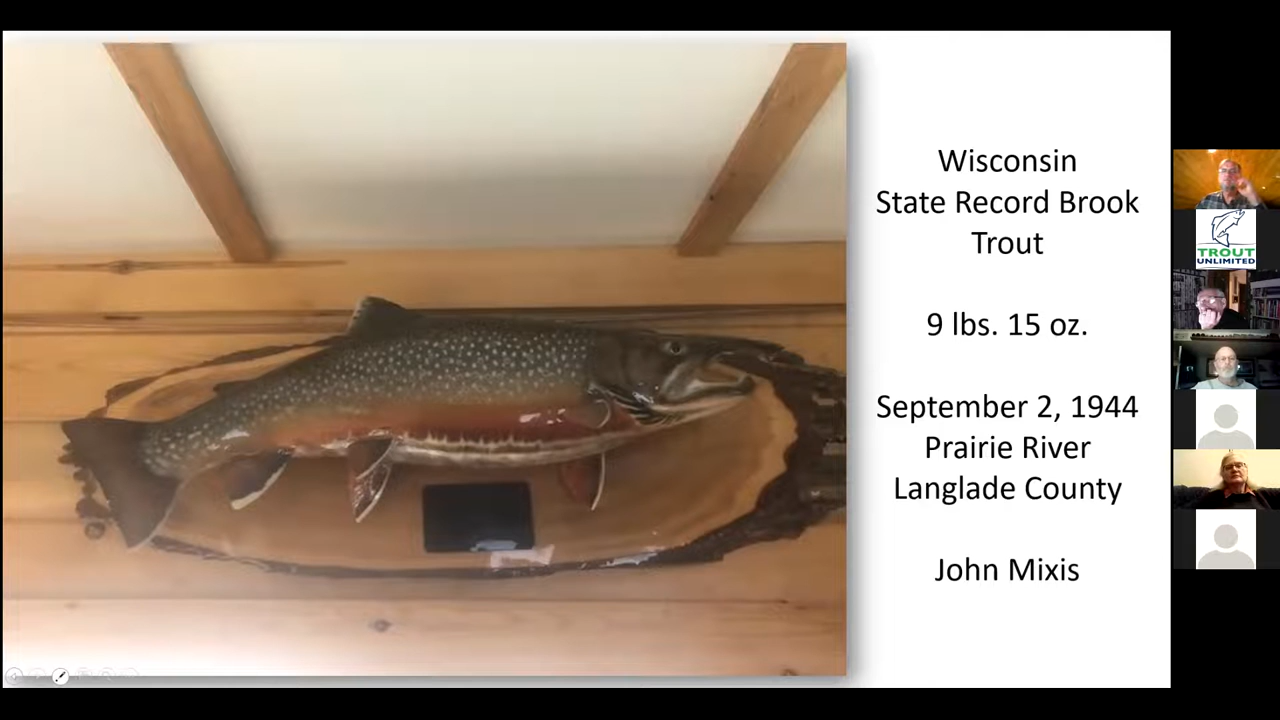 Wisconsin
State Record Brook
Trout
9 lbs. 15 oz.
September 2, 1944
Prairie River
Langlade County
John Mixis
TROUT
UNLIMITED